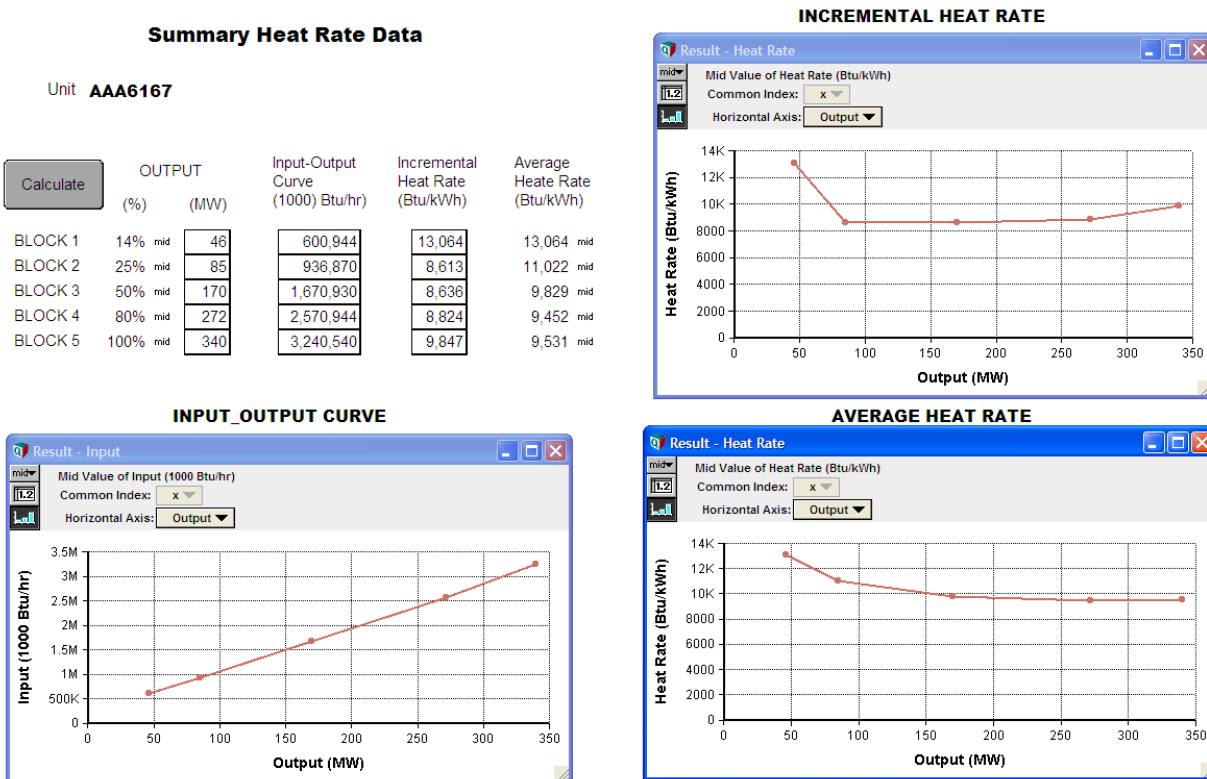 Summary Heat Rate Data
Unit AAA6167
Calculate
OUTPUT
(%) (MW)
Input-Output
Curve
(1000) Btu/hr)
Incremental
Heat Rate
(Btu/kWh)
Average
Heate Rate
(Btu/kWh)
BLOCK 1 14% mid 46 600,944 13,064 13,064 mid
BLOCK 2 25% mid 85 936,870 8,613 11,022 mid
BLOCK 3 50% mid 170 1,670,930 8,636 9,829 mid
BLOCK 4 80% mid 272 2,570,944 8,824 9,452 mid
BLOCK 5 100% mid 340 3,240,540 9,847 9,531 mid
INCREMENTAL HEAT RATE
Result - Heat Rate
mid
Mid Value of Heat Rate (Btu/kWh)
1.2
Common Index: x
Horizontal Axis: Output
Heat Rate (Btu/kWh)
14K
12K
10K
8000
6000
4000
2000
0
0 50 100 150 200 250 300 350
Output (MW)
INPUT_OUTPUT CURVE
Result - Input
mid
Mid Value of Input (1000 Btu/hr)
1.2
Common Index: x
Horizontal Axis: Output
Input (1000 Btu/hr)
3.5M
3M
2.5M
2M
1.5M
1M
500K
0
0 50 100 150 200 250 300 350
Output (MW)
AVERAGE HEAT RATE
Result - Heat Rate
mid
Mid Value of Heat Rate (Btu/kWh)
1.2
Common Index: x
Horizontal Axis: Output
Heat Rate (Btu/kWh)
14K
12K
10K
8000
6000
4000
2000
0
0 50 100 150 200 250 300 350
Output (MW)